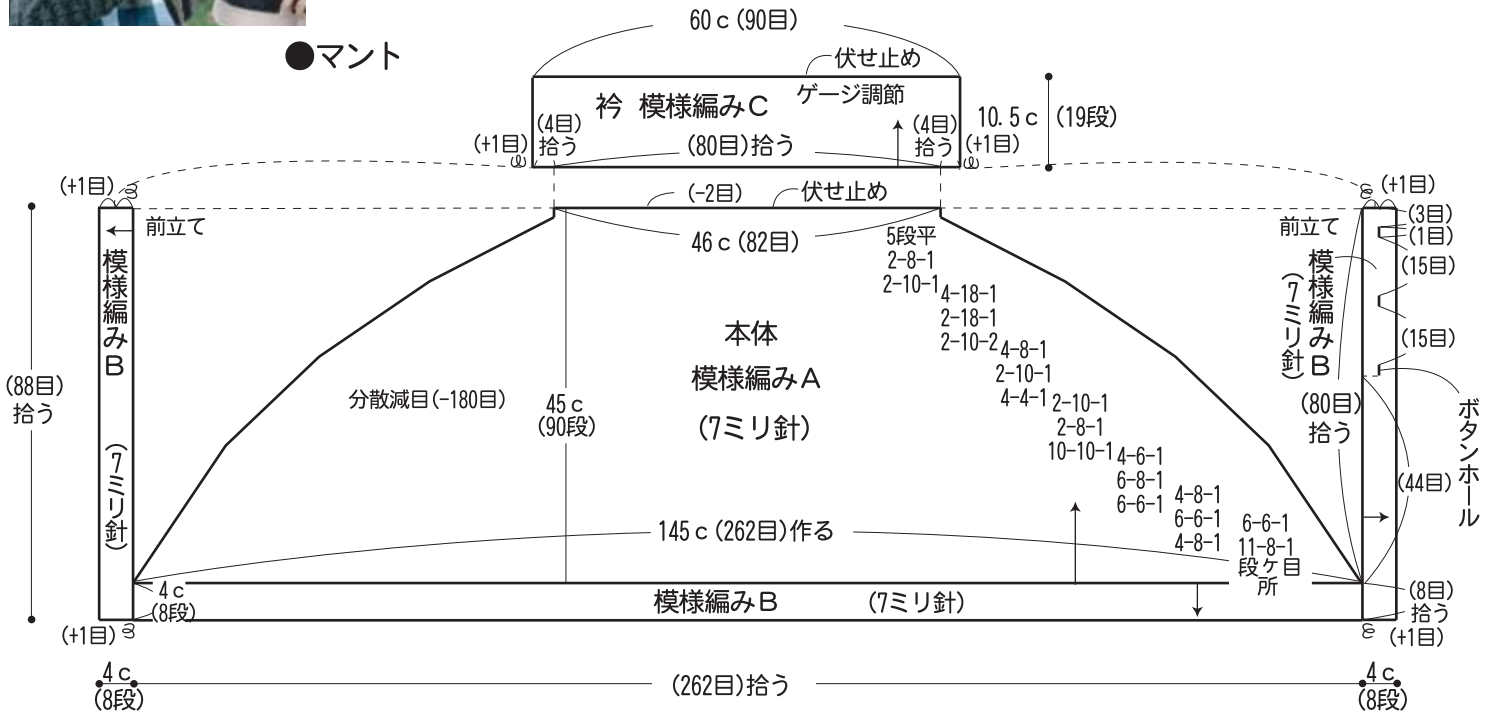 ●マント
60c(90目)
伏せ止め
衿 模様編みC
ゲージ調節
(+1目)
(4目)
拾う
(80目)拾う
(4目)
拾う
(+1目)
10.5c
(19段)
(+1目)
(-2目)
伏せ止め
(+1目)
前立て
46c(82目)
前立て
(3目)
(1目)
(15目)
(15目)
模様編みB
(7ミリ針)
(88目)
拾う
分散減目(-180目)
45c
(90段)
本体
模様編みA
(7ミリ針)
5段平
2-8-1
2-10-1
4-18-1
2-18-1
2-10-2
4-8-1
2-10-1
4-4-1
2-10-1
2-8-1
10-10-1
4-6-1
6-8-1
6-6-1
4-8-1
6-6-1
4-8-1
6-6-1
11-8-1
段ヶ目
所
模様編みB
(7ミリ針)
(80目)
拾う
ボタンホール
(44目)
145c(262目)作る
4c
(8段)
模様編みB (7ミリ針)
(8目)
拾う
(+1目)
(+1目)
4c
(8段)
(262目)拾う
4c
(8段)